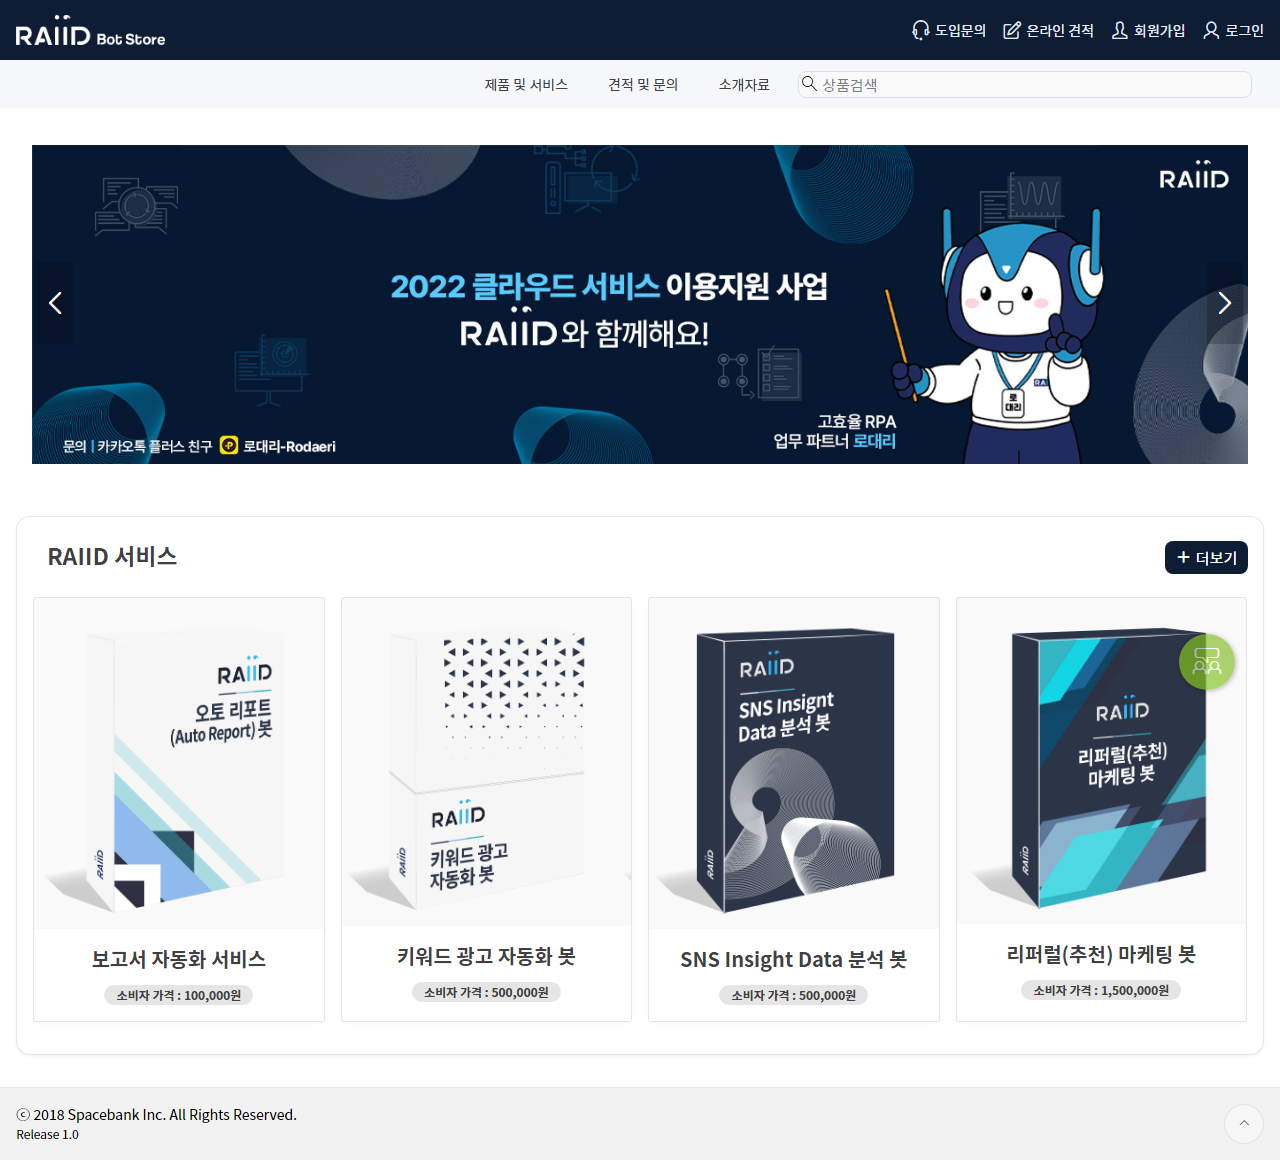 RAIID Bot Store
도입문의
온라인 견적
회원가입
로그인
제품 및 서비스
견적 및 문의
소개자료
상품검색
RAIID
2022 클라우드 서비스 이용지원 사업
RAIID와 함께해요!
RAI
로
대리
고효율 RPA
업무 파트너 로대리
문의 | 카카오톡 플러스 친구 로대리-Rodaeri
RAIID 서비스
+ 더보기
RAIID
오토 리포트
(Auto Report) 봇
RAIID
RAIID
키워드 광고
자동화 봇
RAIID
RAIID
SNS Insignt
Data 분석 봇
RAIID
RAIID
리퍼럴(추천)
마케팅 봇
RAIID
보고서 자동화 서비스
소비자 가격 : 100,000원
키워드 광고 자동화 봇
소비자 가격 : 500,000원
SNS Insight Data 분석 봇
소비자 가격 : 500,000원
리퍼럴(추천) 마케팅 봇
소비자 가격 : 1,500,000원
ⓒ 2018 Spacebank Inc. All Rights Reserved.
Release 1.0